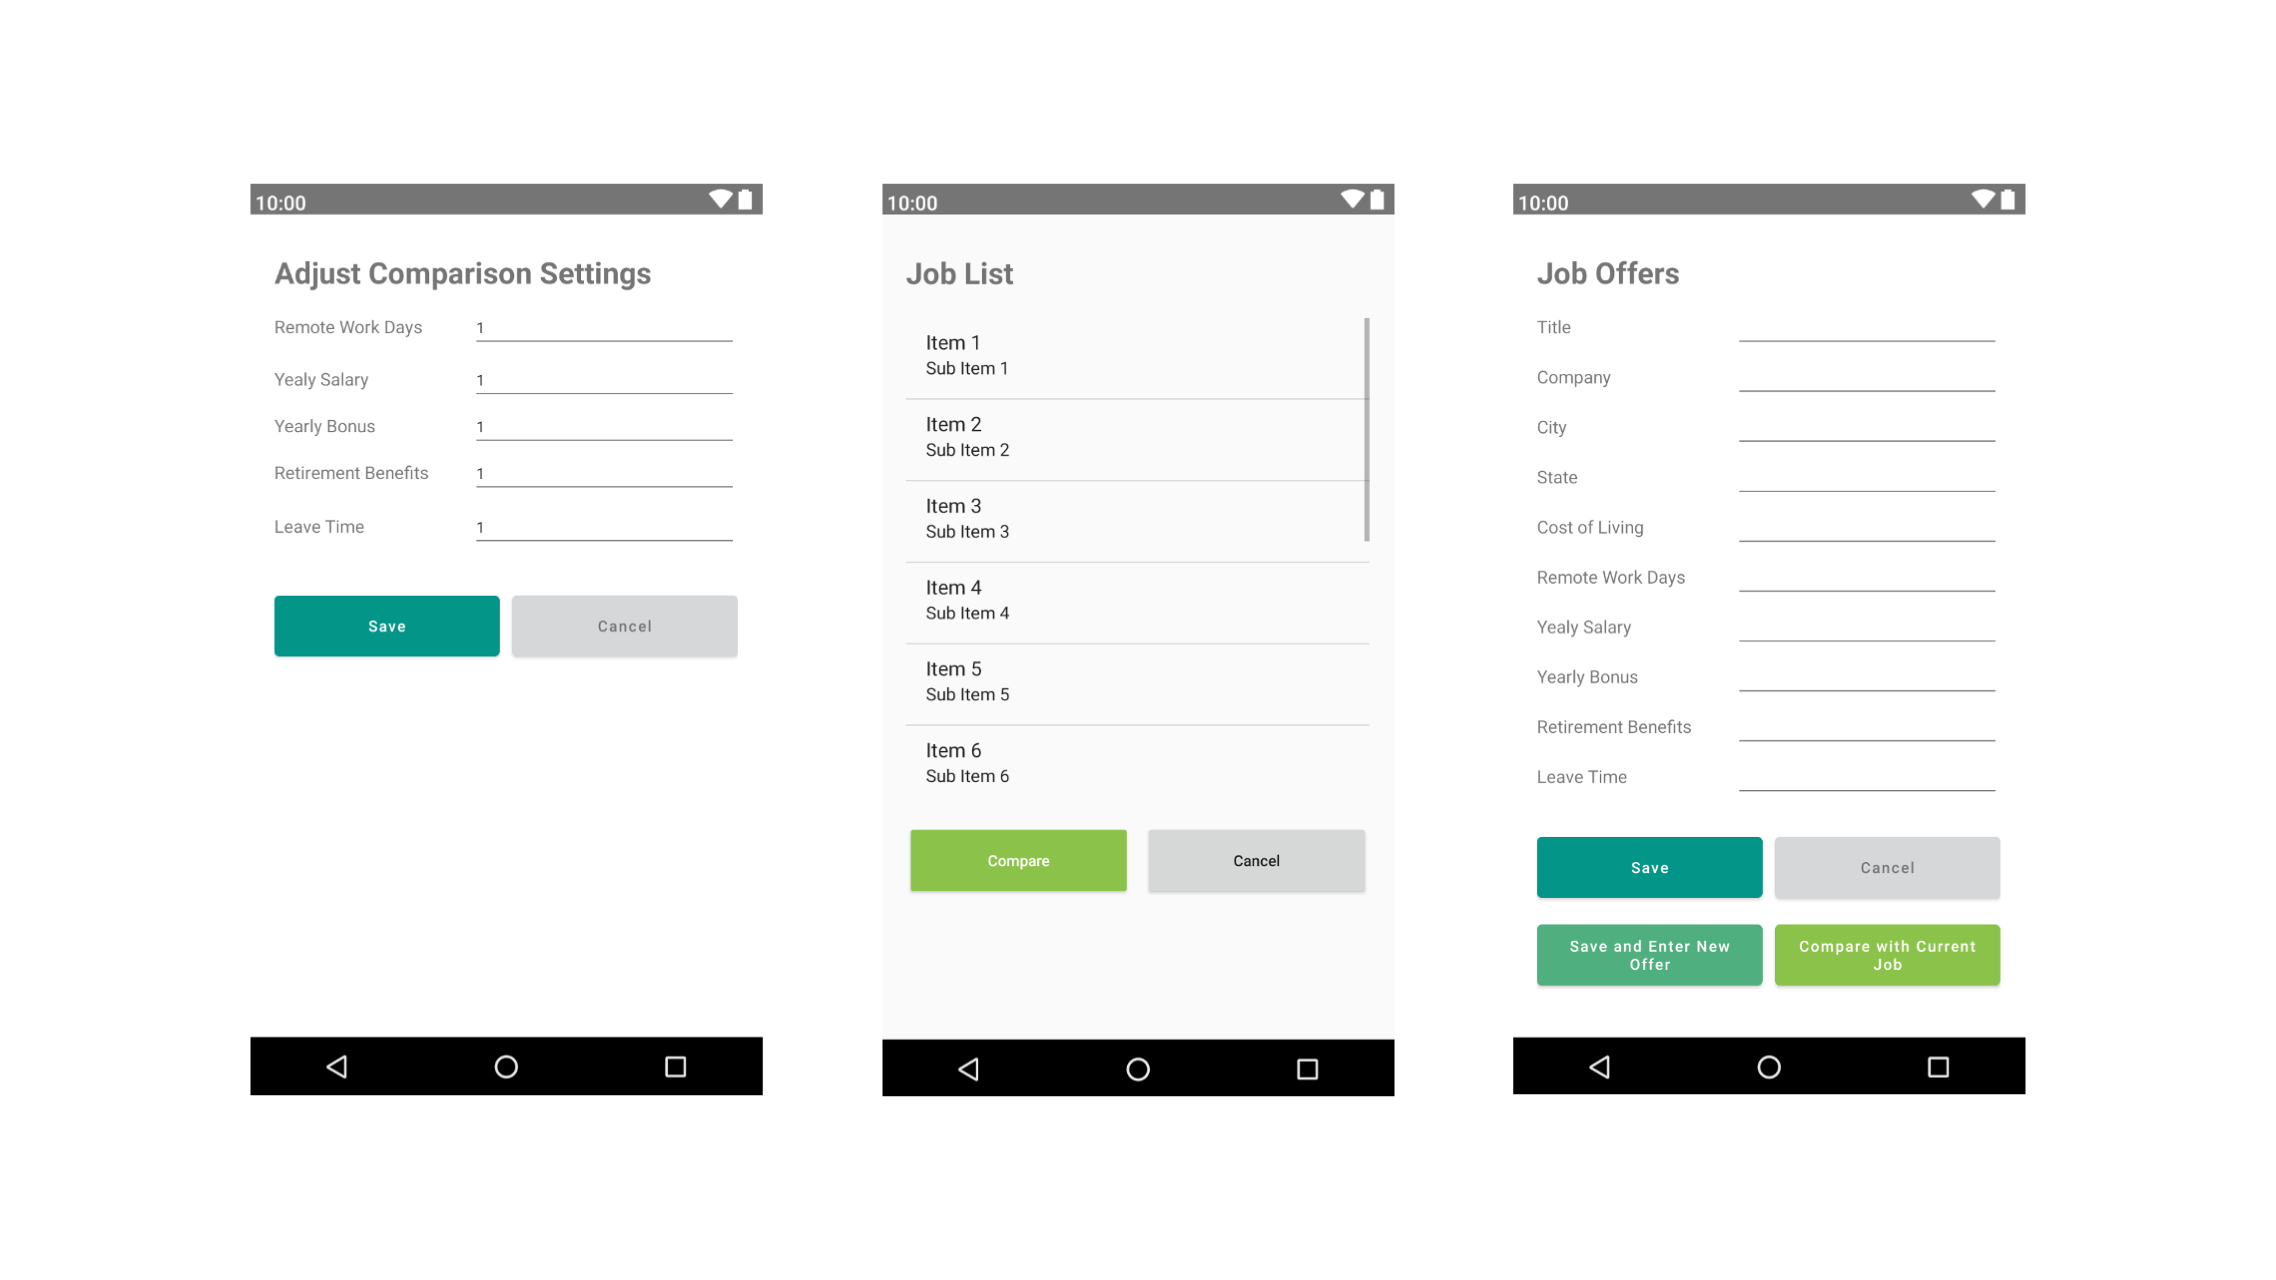 10:00
Adjust Comparison Settings
Remote Work Days 1
Yealy Salary 1
Yearly Bonus 1
Retirement Benefits 1
Leave Time 1
Save Cancel
10:00
Job List
Item 1
Sub Item 1
Item 2
Sub Item 2
Item 3
Sub Item 3
Item 4
Sub Item 4
Item 5
Sub Item 5
Item 6
Sub Item 6
Compare Cancel
10:00
Job Offers
Title
Company
City
State
Cost of Living
Remote Work Days
Yealy Salary
Yearly Bonus
Retirement Benefits
Leave Time
Save Cancel
Save and Enter New
Offer
Compare with Current
Job